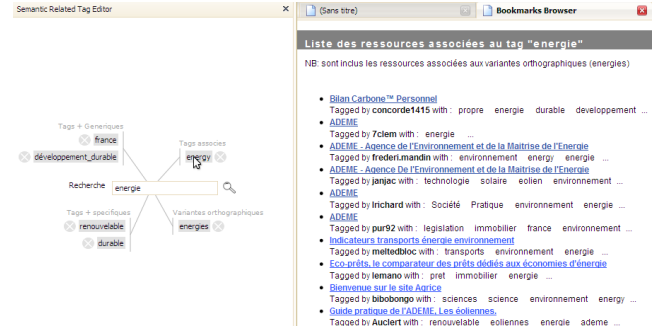 Semantic Related Tag Editor
Tags + Generiques
france
développement_durable
Tags associes
energy
Recherche energie
Tags + specifiques
renouvelable
durable
Variantes orthographiques
energies
(Sans titre)
Bookmarks Browser
Liste des ressources associées au tag "energie"
NB: sont inclus les ressources associées aux variantes orthographiques (energies)
Bilan Carbone™ Personnel
Tagged by concorde1415 with : propre energie durable developpement ...
ADEME
Tagged by 7clem with : energie ...
ADEME - Agence de l'Environnement et de la Maitrise de l'Energie
Tagged by frederi.mandin with : environnement energy energie ...
ADEME - Agence De l'Environnement et de la Maitrise de l'Energie
Tagged by janjac with : technologie solaire eolien environnement ...
ADEME
Tagged by lrichard with : Société Pratique environnement energie ...
ADEME
Tagged by pur92 with : legislation immobilier france environnement ...
Indicateurs transports énergie environnement
Tagged by meltedbloc with : transports environnement energie ...
Eco-prêts, le comparateur des prêts dédiés aux économies d'énergie
Tagged by lemano with : pret immobilier energie ...
Bienvenue sur le site Agrice
Tagged by bibobongo with : sciences science environnement energy ...
Guide pratique de l'ADEME, Les éoliennes.
Tagged by Auclert with : renouvelable eoliennes energie ademe ...